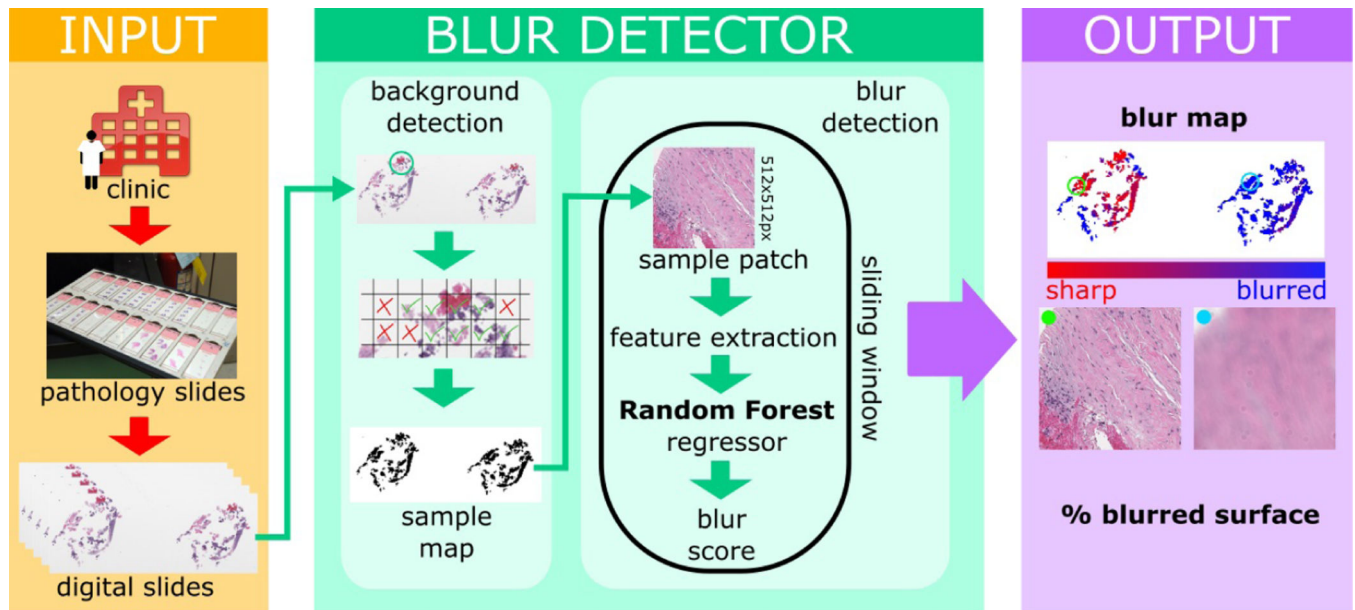 INPUT
clinic
pathology slides
digital slides
BLUR DETECTOR
background
detection
sample
map
blur
detection
512x512px
sample patch
feature extraction
Random Forest
regressor
blur
score
sliding window
OUTPUT
blur map
sharp
blurred
% blurred surface